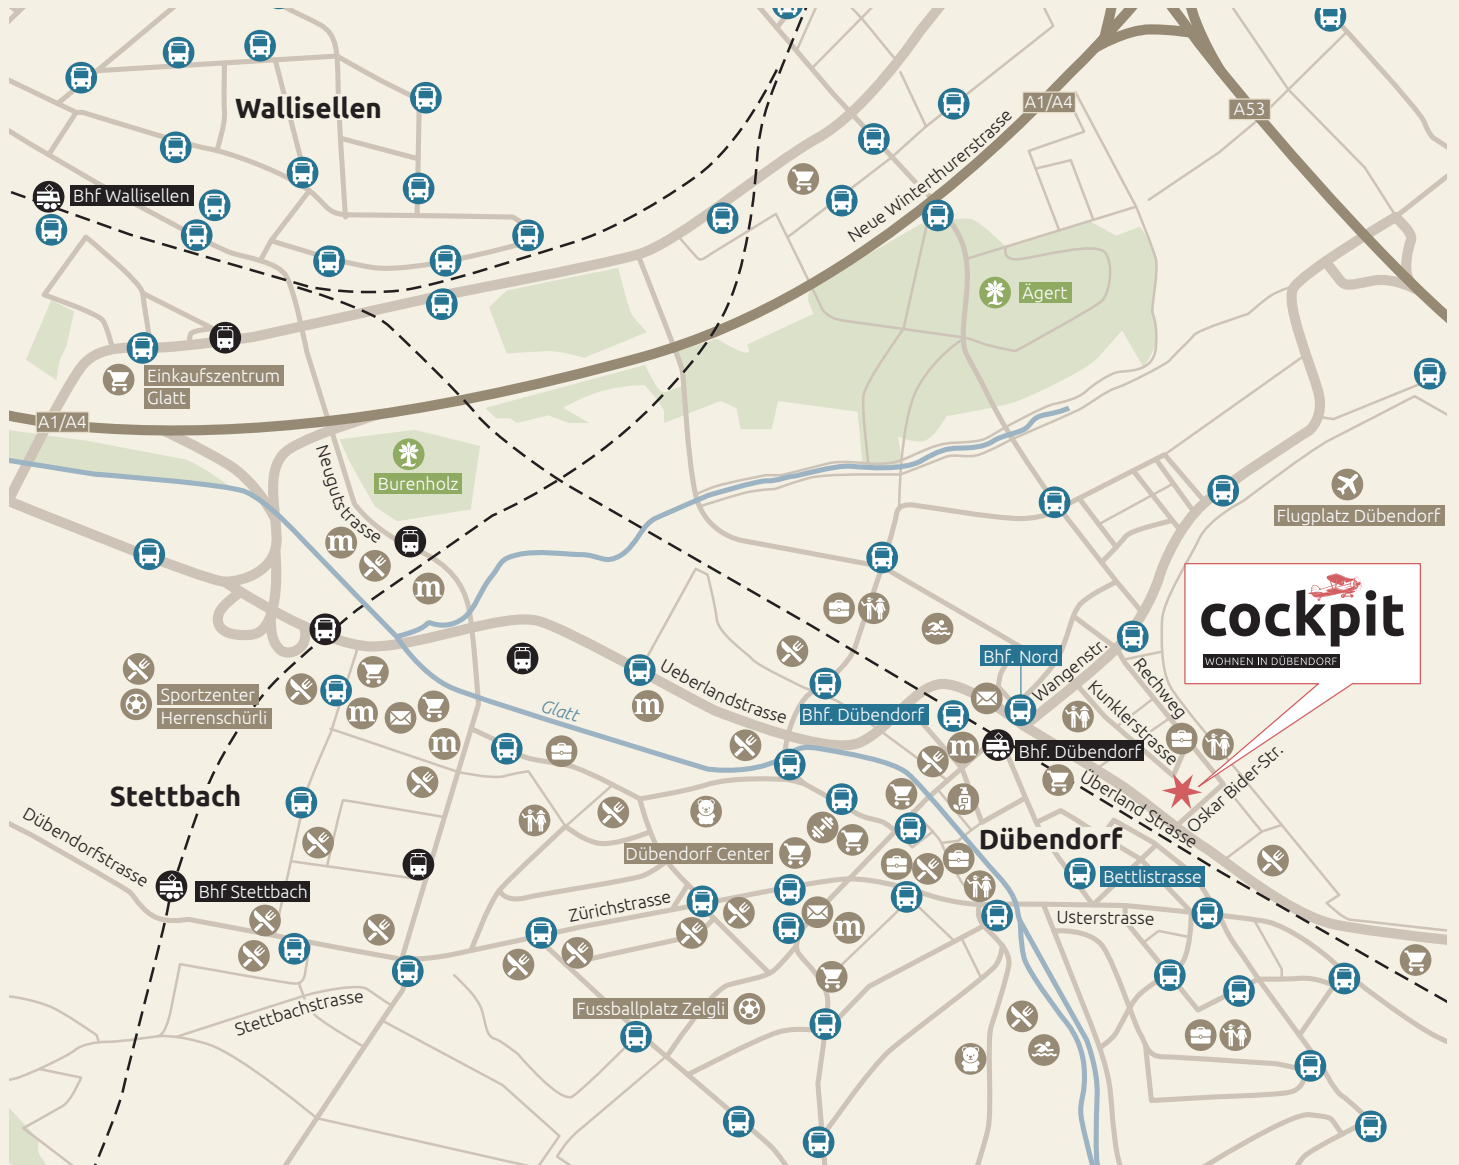 Wallisellen
A1/A4
A53
Neue Winterthurerstrasse
Bhf Wallisellen
Ägert
Einkaufszentrum
Glatt
A1/A4
Neugutstrasse
Burenholz
Flugplatz Dübendorf
m
m
cockpit
WOHNEN IN DÜBENDORF
Bhf. Nord
Wangenstr.
Rechweg
Kunklerstrasse
Ueberlandstrasse
Sportzenter
Herrenschürli
m
m
Glatt
Bhf. Dübendorf
m
m
Bhf. Dübendorf
Überland Strasse
Oskar Bider-Str.
Stettbach
Dübendorfstrasse
Dübendorf
Dübendorf Center
Bettlistrasse
Bhf Stettbach
Zürichstrasse
m
Usterstrasse
Stettbachstrasse
Fussballplatz Zelgli